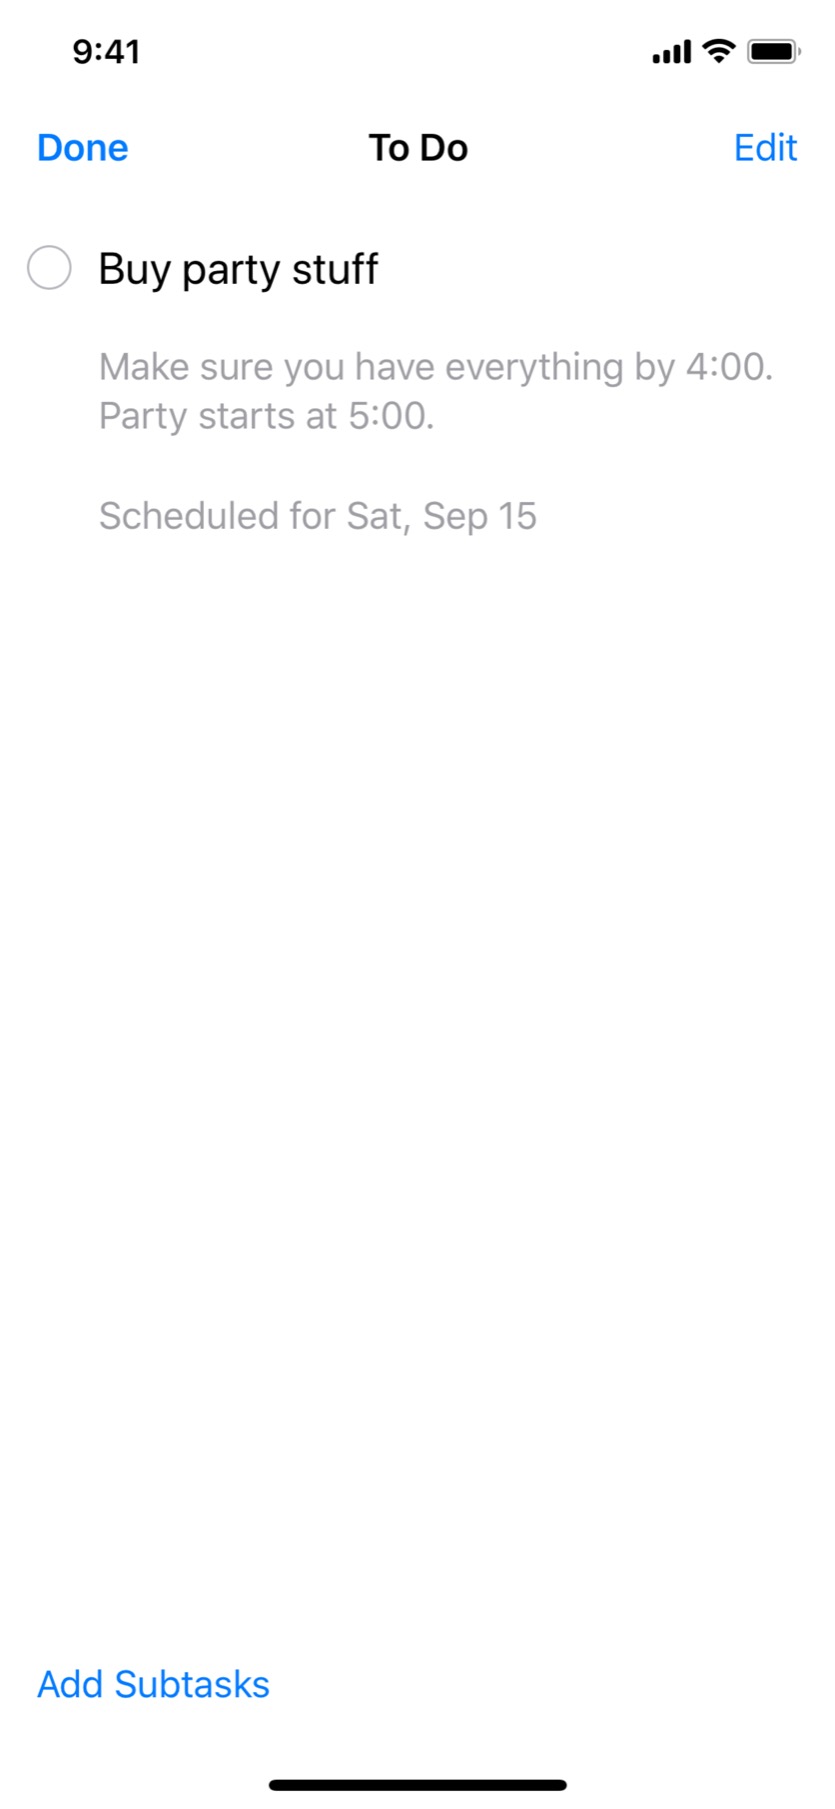 9:41
Done
To Do
Edit
Buy party stuff
Make sure you have everything by 4:00.
Party starts at 5:00.
Scheduled for Sat, Sep 15
Add Subtasks